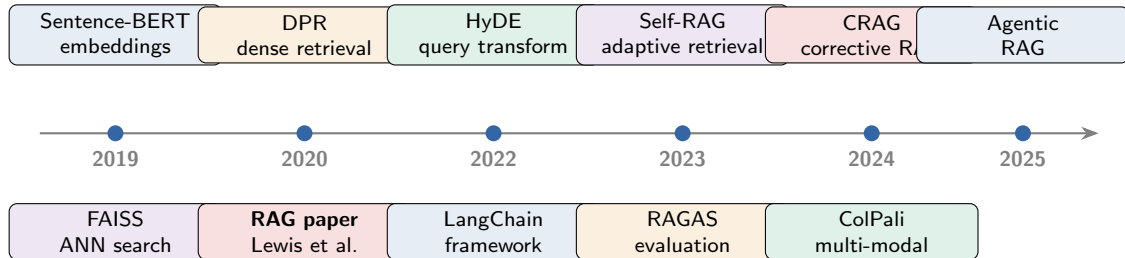 Sentence-BERT
embeddings
DPR
dense retrieval
HyDE
query transform
Self-RAG
adaptive retrieval
CRAG
corrective
Agentic
RAG
2019
2020
2022
2023
2024
2025
FAISS
ANN search
RAG paper
Lewis et al.
LangChain
framework
RAGAS
evaluation
ColPali
multi-modal